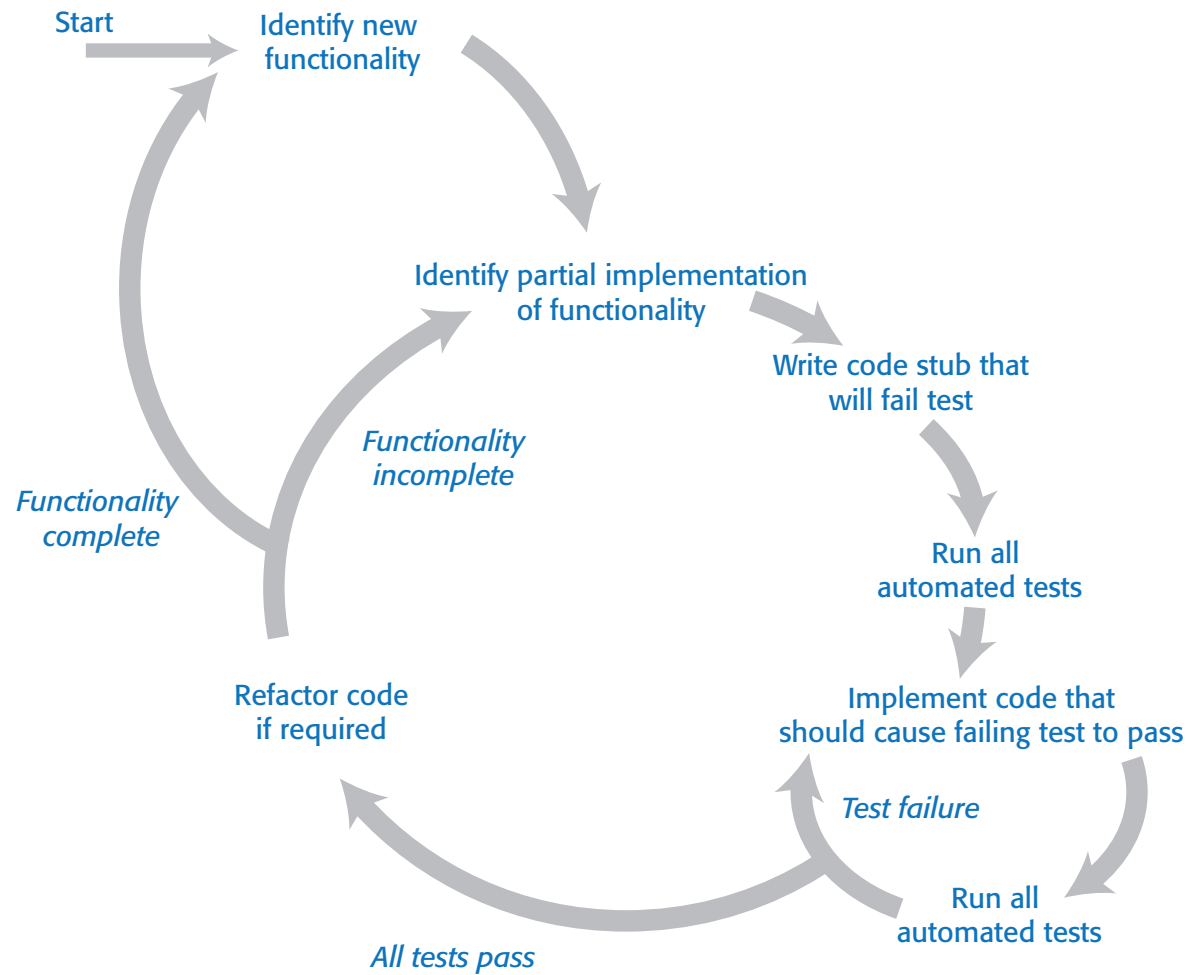 Start
Identify new
functionality
Identify partial implementation
of functionality
Write code stub that
will fail test
Functionality
incomplete
Functionality
complete
Run all
automated tests
Refactor code
if required
Implement code that
should cause failing test to pass
Test failure
Run all
automated tests
All tests pass